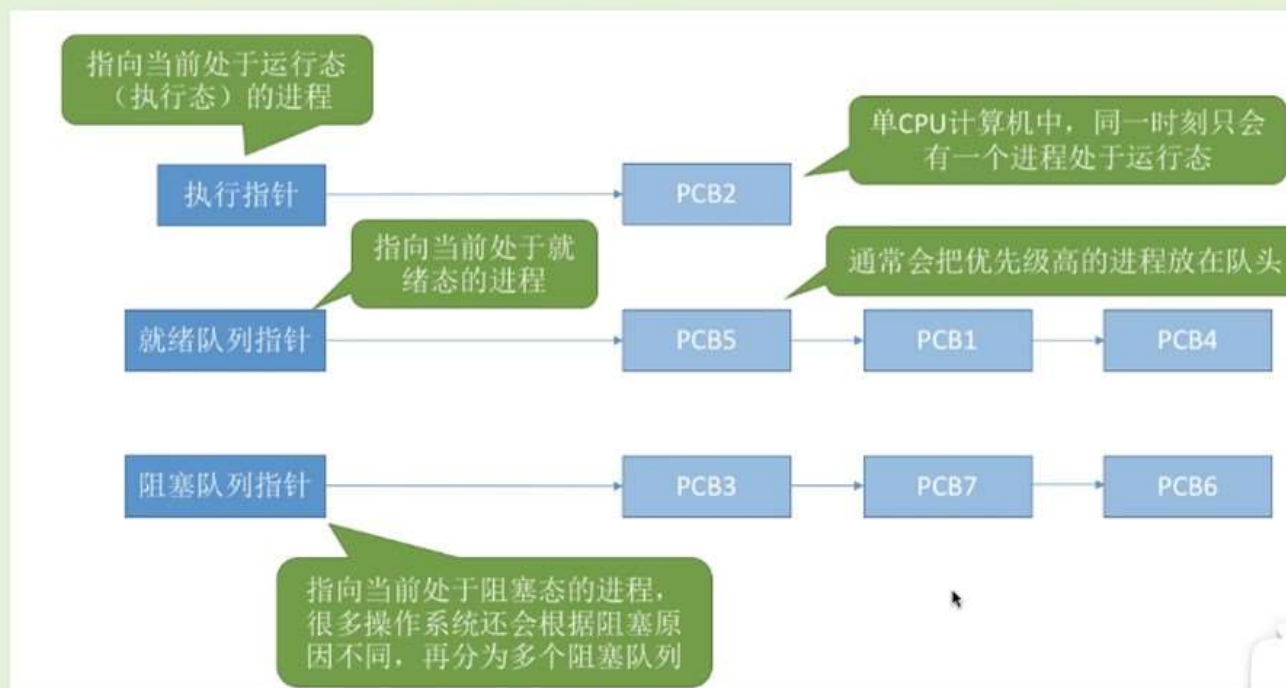 指向当前处于运行态
（执行态）的进程
单CPU计算机中，同一时刻只会
有一个进程处于运行态
执行指针
PCB2
指向当前处于就
绪态的进程
通常会把优先级高的进程放在队头
就绪队列指针
PCB5
PCB1
PCB4
阻塞队列指针
PCB3
PCB7
PCB6
指向当前处于阻塞态的进程，
很多操作系统还会根据阻塞原
因不同，再分为多个阻塞队列